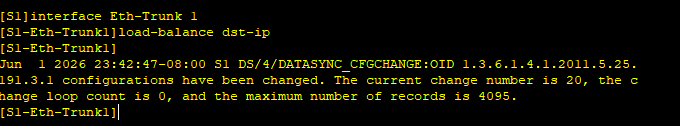 [S1]interface Eth-Trunk 1
[S1-Eth-Trunk1]load-balance dst-ip
[S1-Eth-Trunk1]
Jun  1 2026 23:42:47-08:00 S1 DS/4/DATASYNC_CFGCHANGE:OID 1.3.6.1.4.1.2011.5.25.
191.3.1 configurations have been changed. The current change number is 20, the c
hange loop count is 0, and the maximum number of records is 4095.
[S1-Eth-Trunk1]